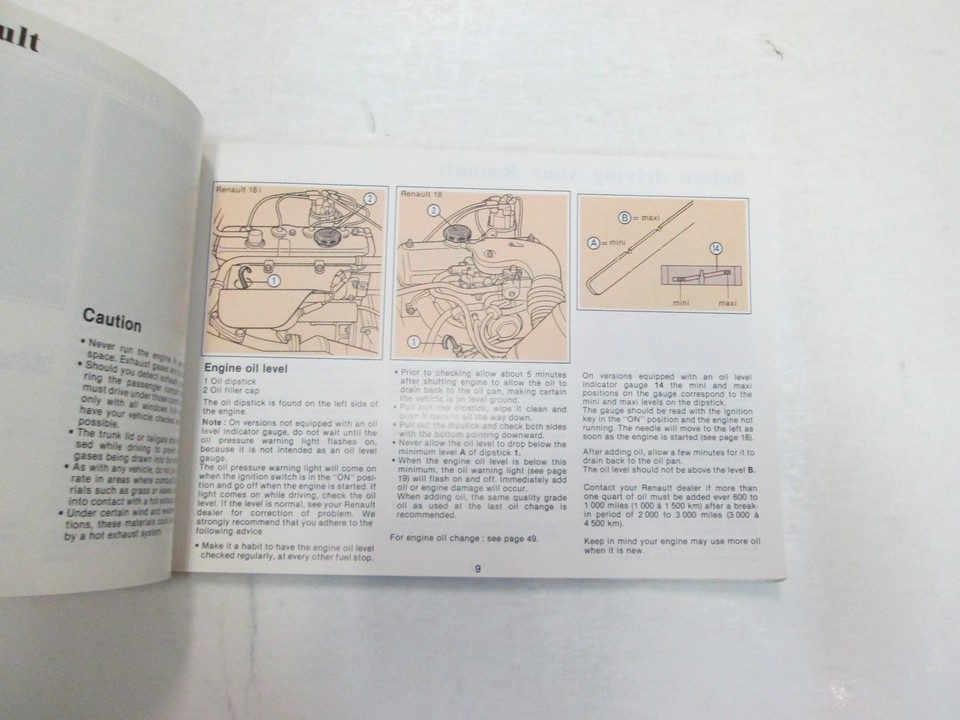 ult
Caution
• Never run the engine in
space. Exhaust gases
• Should you detect exhaust
ring the passenger
must drive under those
only with all windows
have your vehicle checked
possible.
• The trunk lid or tailgate
sed while driving to
gases being drawn into the
• As with any vehicle, do not
rate in areas where
rials such as grass or leaves
into contact with a hot exhaust
• Under certain wind and
tions, these materials could
by a hot exhaust system.
Renault 18 i
2
1
Renault 18
2
1
B = maxi
A = mini
14
mini maxi
Engine oil level
1 Oil dipstick
2 Oil filler cap
The oil dipstick is found on the left side of
the engine.
Note : On versions not equipped with an oil
level indicator gauge, do not wait until the
oil pressure warning light flashes on,
because it is not intended as an oil level
gauge.
The oil pressure warning light will come on
when the ignition switch is in the "ON" posi-
tion and go off when the engine is started. If
light comes on while driving, check the oil
level. If the level is normal, see your Renault
dealer for correction of problem. We
strongly recommend that you adhere to the
following advice
• Make it a habit to have the engine oil level
checked regularly, at every other fuel stop.
• Prior to checking allow about 5 minutes
after shutting engine to allow the oil to
drain back to the oil pan, making certain
the vehicle is on level ground.
• Pull out the dipstick, wipe it clean and
push it back in all the way down.
• Pull out the dipstick and check both sides
with the bottom pointing downward.
• Never allow the oil level to drop below the
minimum level A of dipstick 1.
• When the engine oil level is below this
minimum, the oil warning light (see page
19) will flash on and off. Immediately add
oil or engine damage will occur.
When adding oil, the same quality grade
oil as used at the last oil change is
recommended.
For engine oil change : see page 49.
On versions equipped with an oil level
indicator gauge 14 the mini and maxi
positions on the gauge correspond to the
mini and maxi levels on the dipstick.
The gauge should be read with the ignition
key in the "ON" position and the engine not
running. The needle will move to the left as
soon as the engine is started (see page 18).
After adding oil, allow a few minutes for it to
drain back to the oil pan.
The oil level should not be above the level B.
Contact your Renault dealer if more than
one quart of oil must be added ever 600 to
1 000 miles (1 000 à 1 500 km) after a break-
in period of 2 000 to 3 000 miles (3 000 à
4 500 km).
Keep in mind your engine may use more oil
when it is new.
9